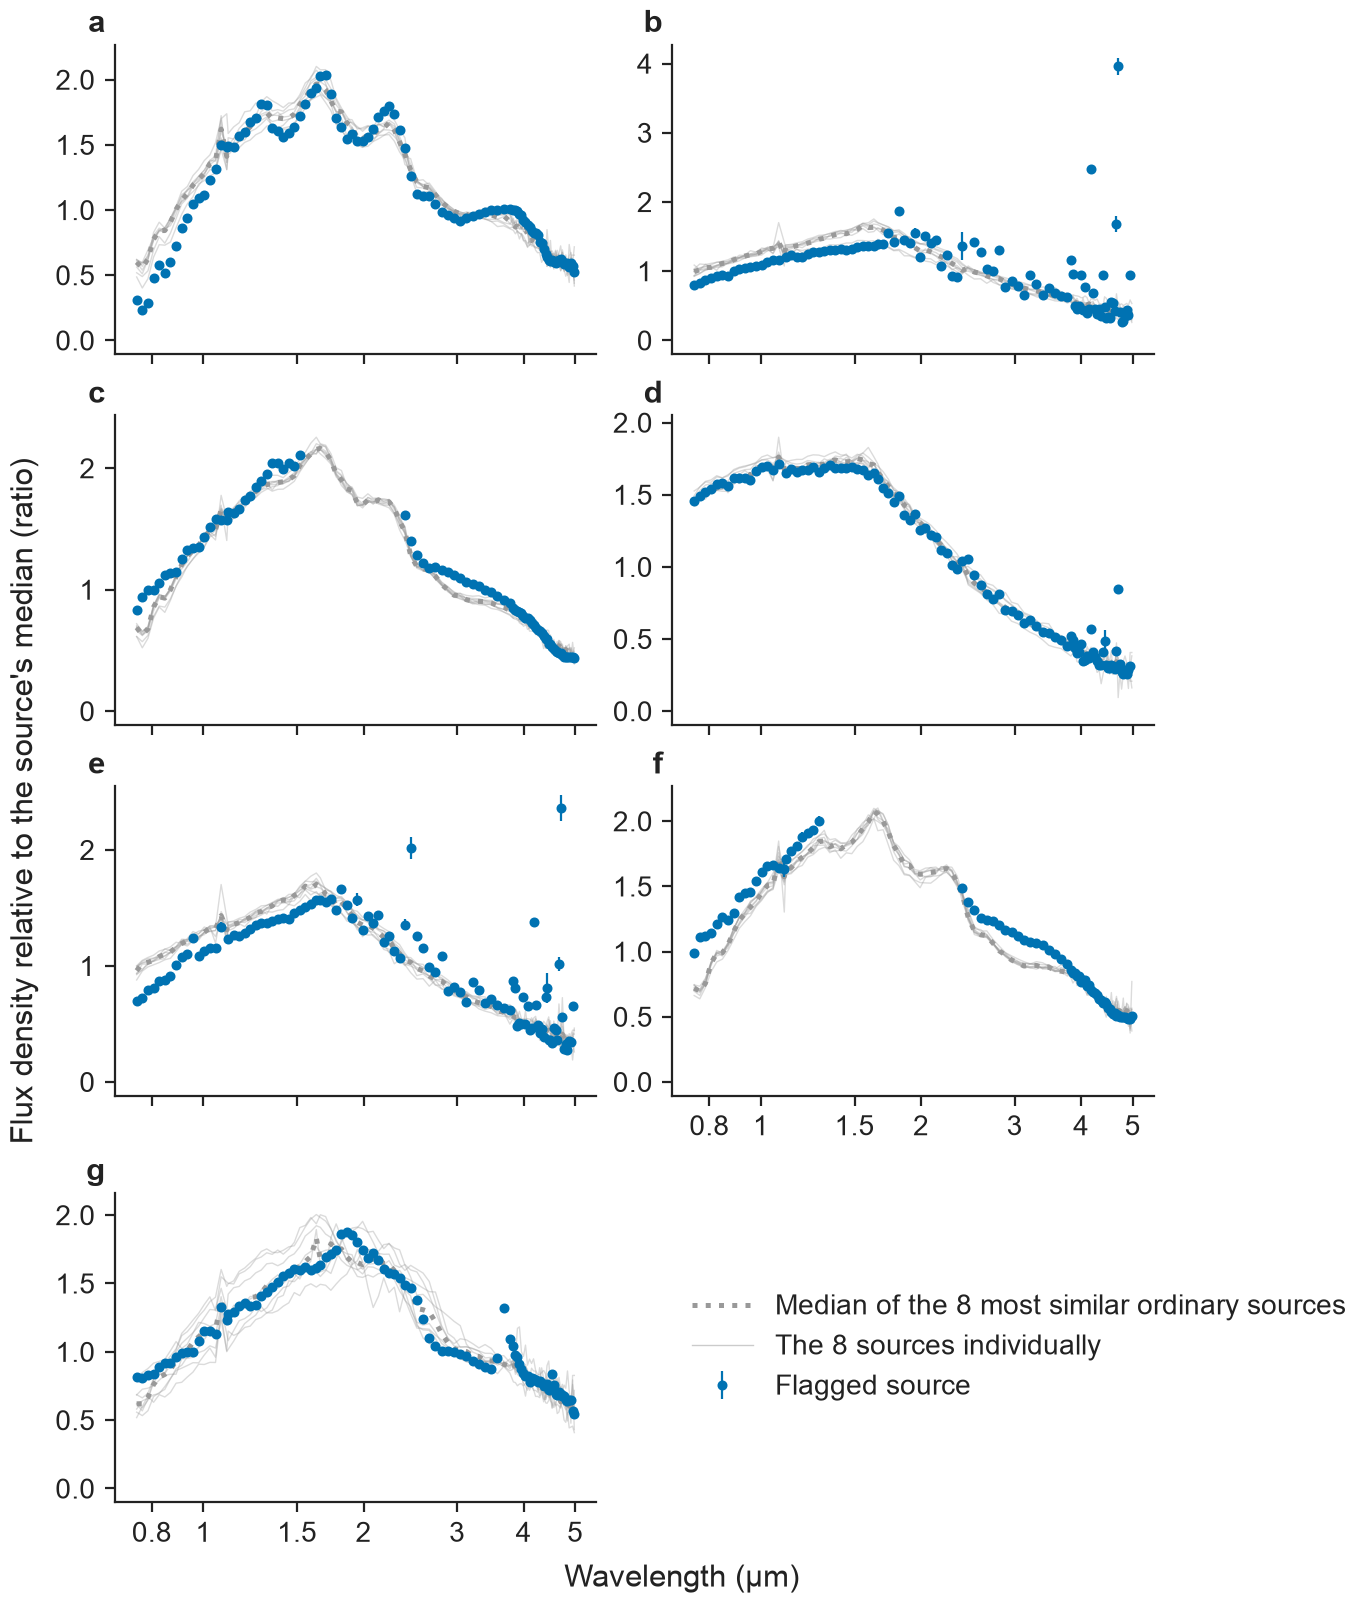 a
2.0
1.5
1.0
0.5
0.0
b
4
3
2
1
0
c
2
1
0
d
2.0
1.5
1.0
0.5
0.0
e
2
1
0
f
2.0
1.5
1.0
0.5
0.0
0.8 1 1.5 2 3 4 5
g
2.0
1.5
1.0
0.5
0.0
0.8 1 1.5 2 3 4 5
Flux density relative to the source's median (ratio)
Wavelength (µm)
Median of the 8 most similar ordinary sources
The 8 sources individually
Flagged source